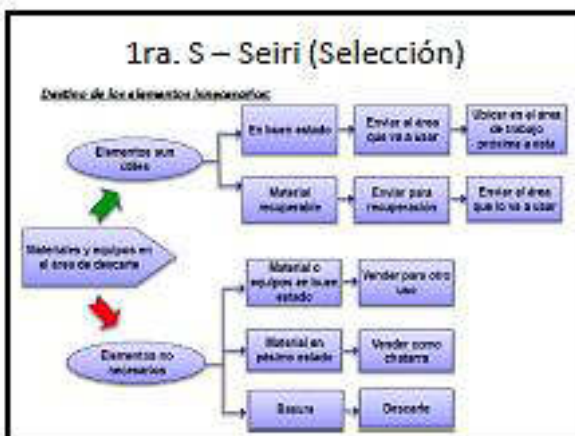 1ra. S – Seiri (Selección)
Destino de los elementos innecesarios:
Elementos aun
útiles
En buen estado
Enviar al área
que va a usar
Ubicar en el área
de trabajo
próxima a esta
Material
recuperable
Enviar para
recuperación
Enviar al área
que lo va a usar
Materiales y equipos en
el área de descarte
Elementos no
necesarios
Material o
equipos en buen
estado
Vender para otro
uso
Material en
pésimo estado
Vender como
chatarra
Basura
Descarte